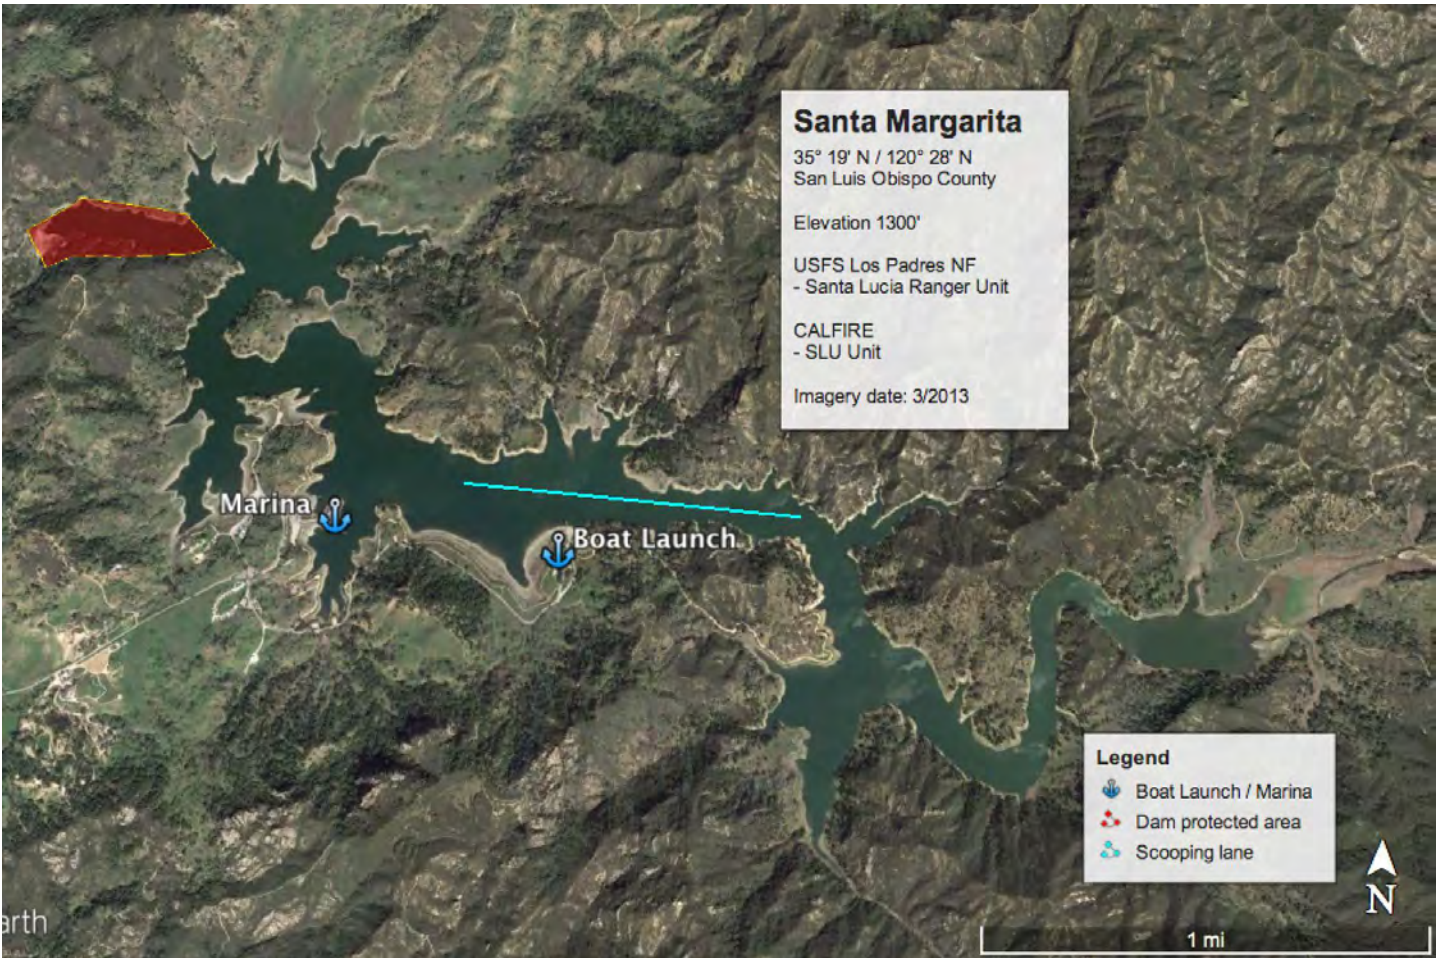 Santa Margarita
35° 19' N / 120° 28' N
San Luis Obispo County
Elevation 1300'
USFS Los Padres NF
- Santa Lucia Ranger Unit
CALFIRE
- SLU Unit
Imagery date: 3/2013
Marina
Boat Launch
Legend
Boat Launch / Marina
Dam protected area
Scooping lane
N
arth
1 mi